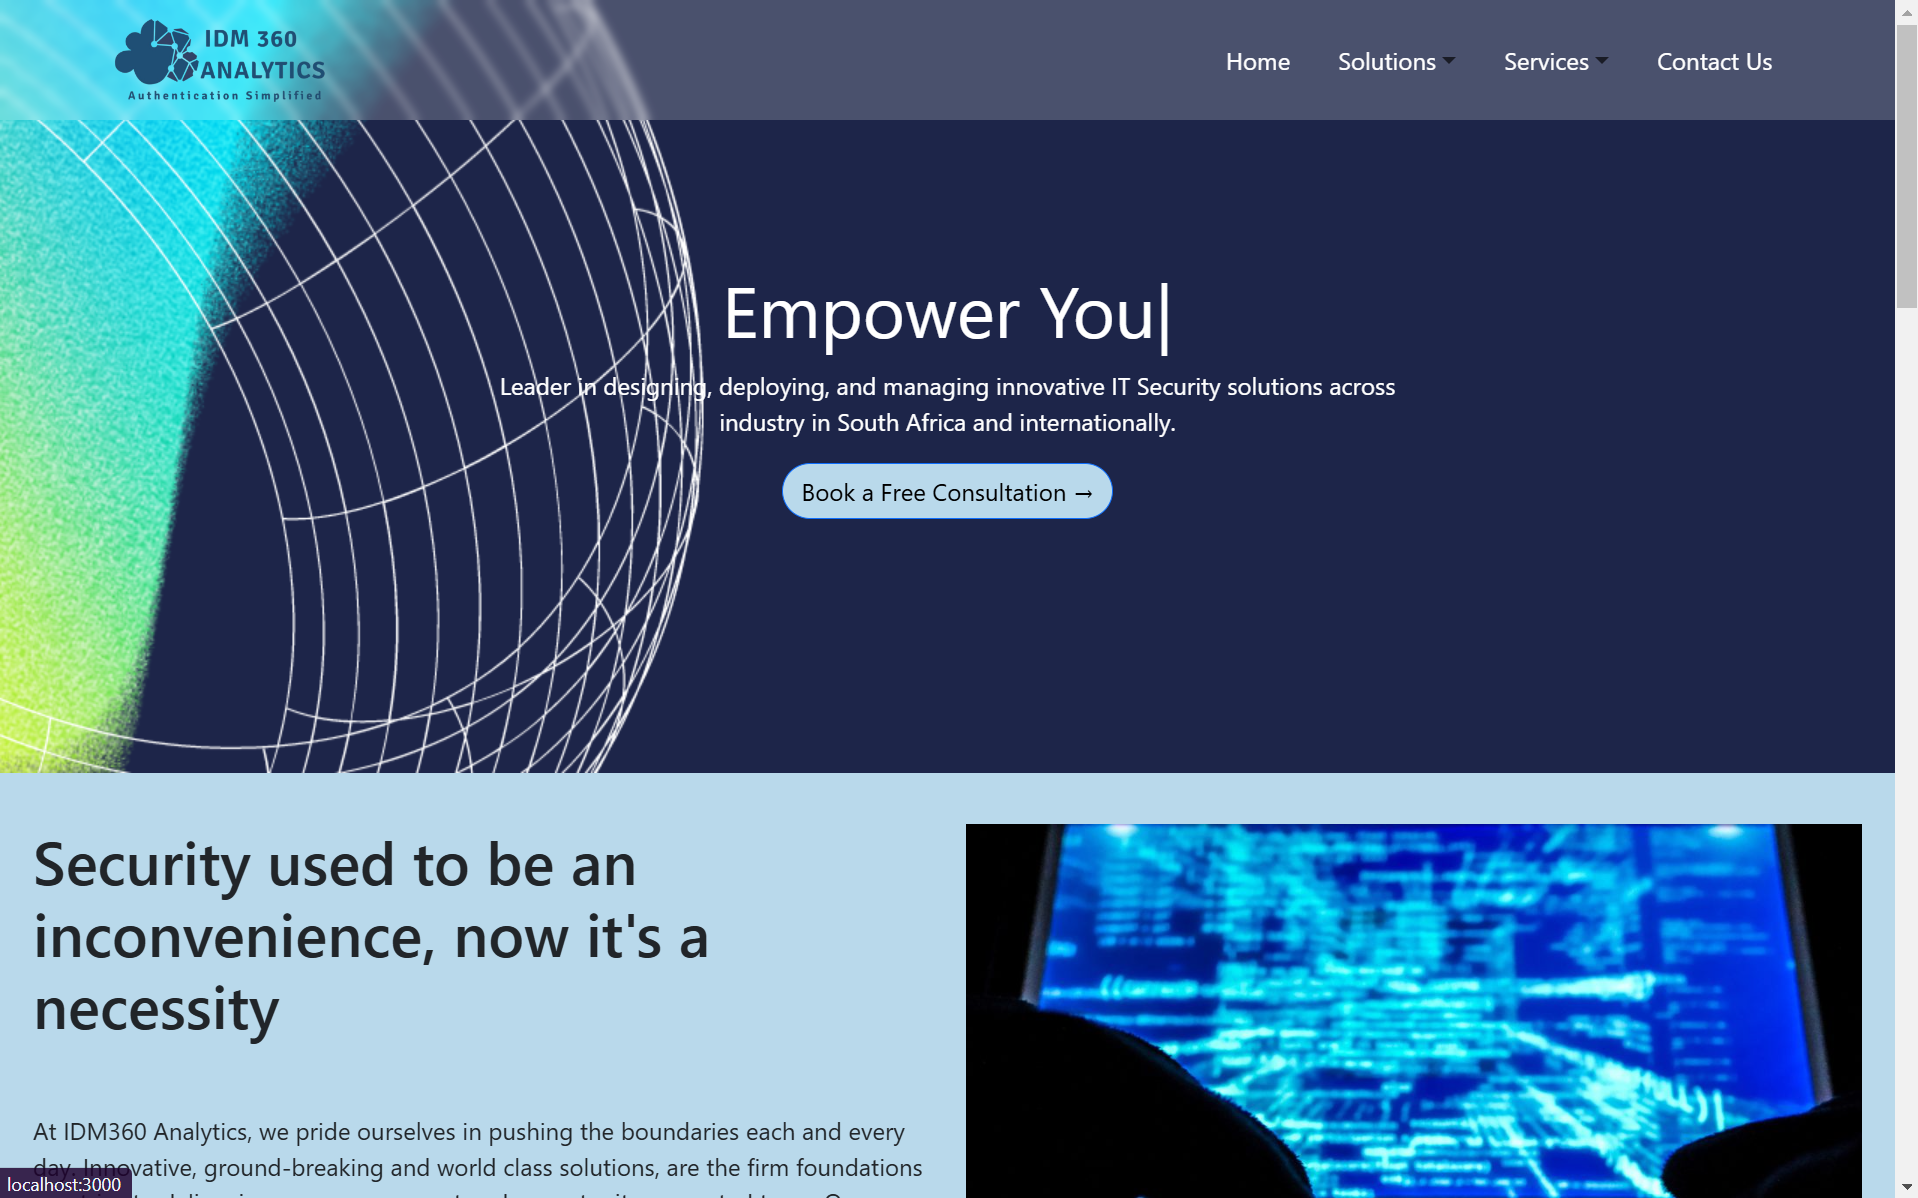 IDM 360
ANALYTICS
Authentication Simplified
Home Solutions Services Contact Us
Empower You|
Leader in designing, deploying, and managing innovative IT Security solutions across
industry in South Africa and internationally.
Book a Free Consultation →
Security used to be an
inconvenience, now it's a
necessity
At IDM360 Analytics, we pride ourselves in pushing the boundaries each and every
day. Innovative, ground-breaking and world class solutions, are the firm foundations
localhost:3000